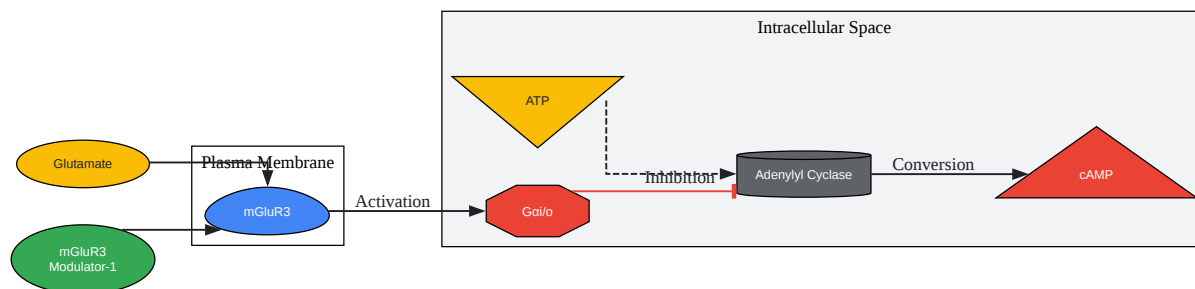 Intracellular Space
ATP
Glutamate
Plasma Membrane
Inhibition
Adenylyl Cyclase
Conversion
cAMP
mGluR3
Activation
Gαi/o
mGluR3
Modulator-1